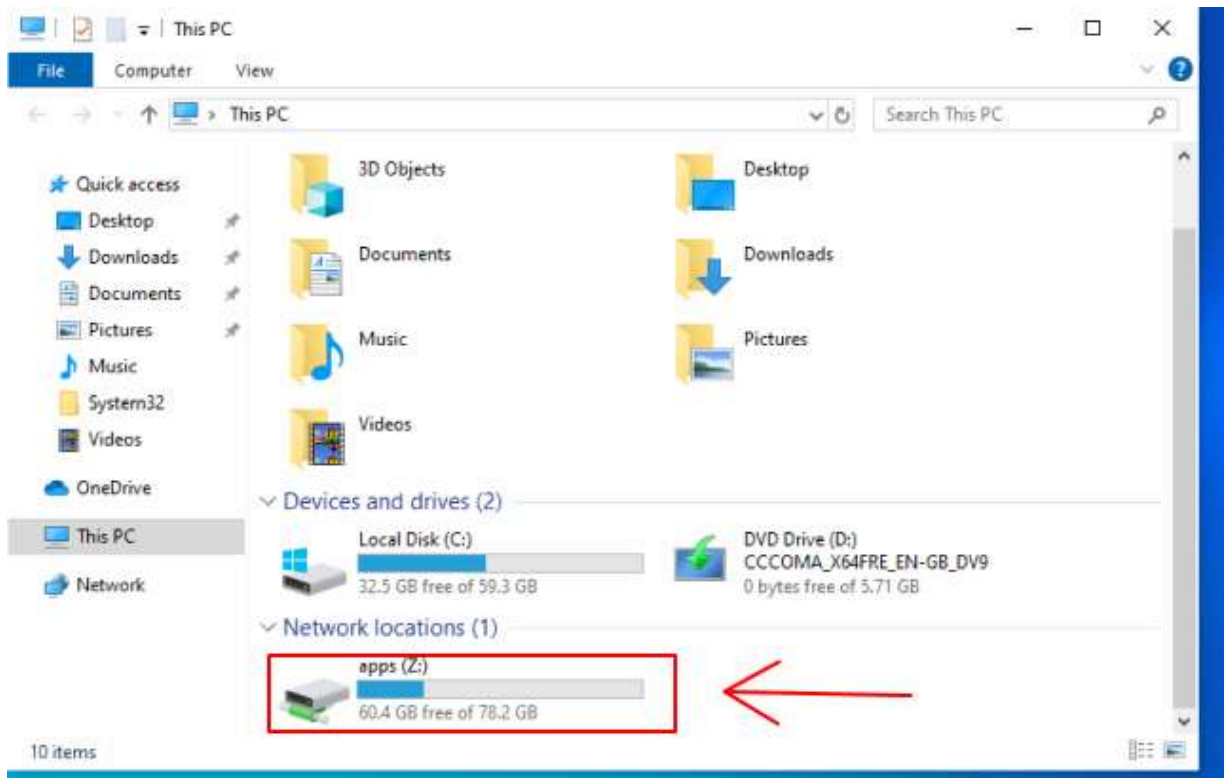 This PC
File Computer View
This PC
Search This PC
Quick access
Desktop
Downloads
Documents
Pictures
Music
System32
Videos
OneDrive
This PC
Network
3D Objects
Desktop
Documents
Downloads
Music
Pictures
Videos
Devices and drives (2)
Local Disk (C:)
32.5 GB free of 59.3 GB
DVD Drive (D:)
CCCOMA_X64FRE_EN-GB_DV9
0 bytes free of 5.71 GB
Network locations (1)
apps (Z:)
60.4 GB free of 78.2 GB
10 items